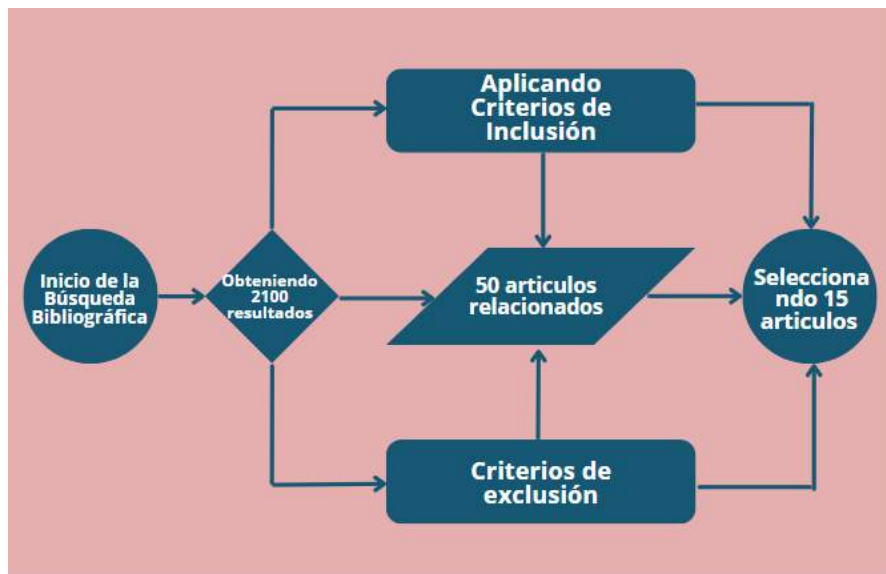 Inicio de la
Búsqueda
Bibliográfica
Obteniendo
2100
resultados
Aplicando
Criterios de
Inclusión
50 articulos
relacionados
Criterios de
exclusión
Selecciona
ndo 15
articulos